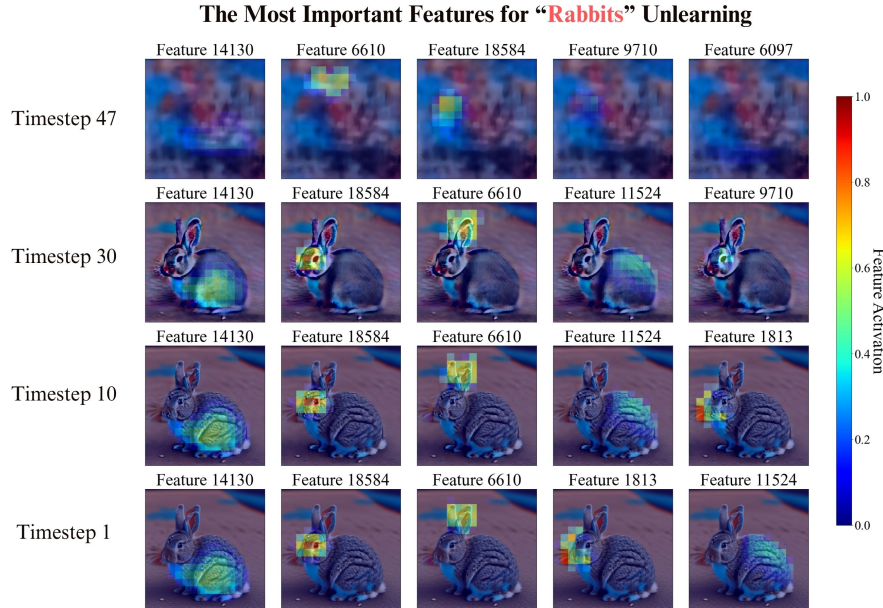 The Most Important Features for “Rabbits” Unlearning
Feature 14130 Feature 6610 Feature 18584 Feature 9710 Feature 6097
Timestep 47
Feature 14130 Feature 18584 Feature 6610 Feature 11524 Feature 9710
Timestep 30
Feature 14130 Feature 18584 Feature 6610 Feature 11524 Feature 1813
Timestep 10
Feature 14130 Feature 18584 Feature 6610 Feature 1813 Feature 11524
Timestep 1
1.0
0.8
0.6
0.4
0.2
0.0
Feature Activation